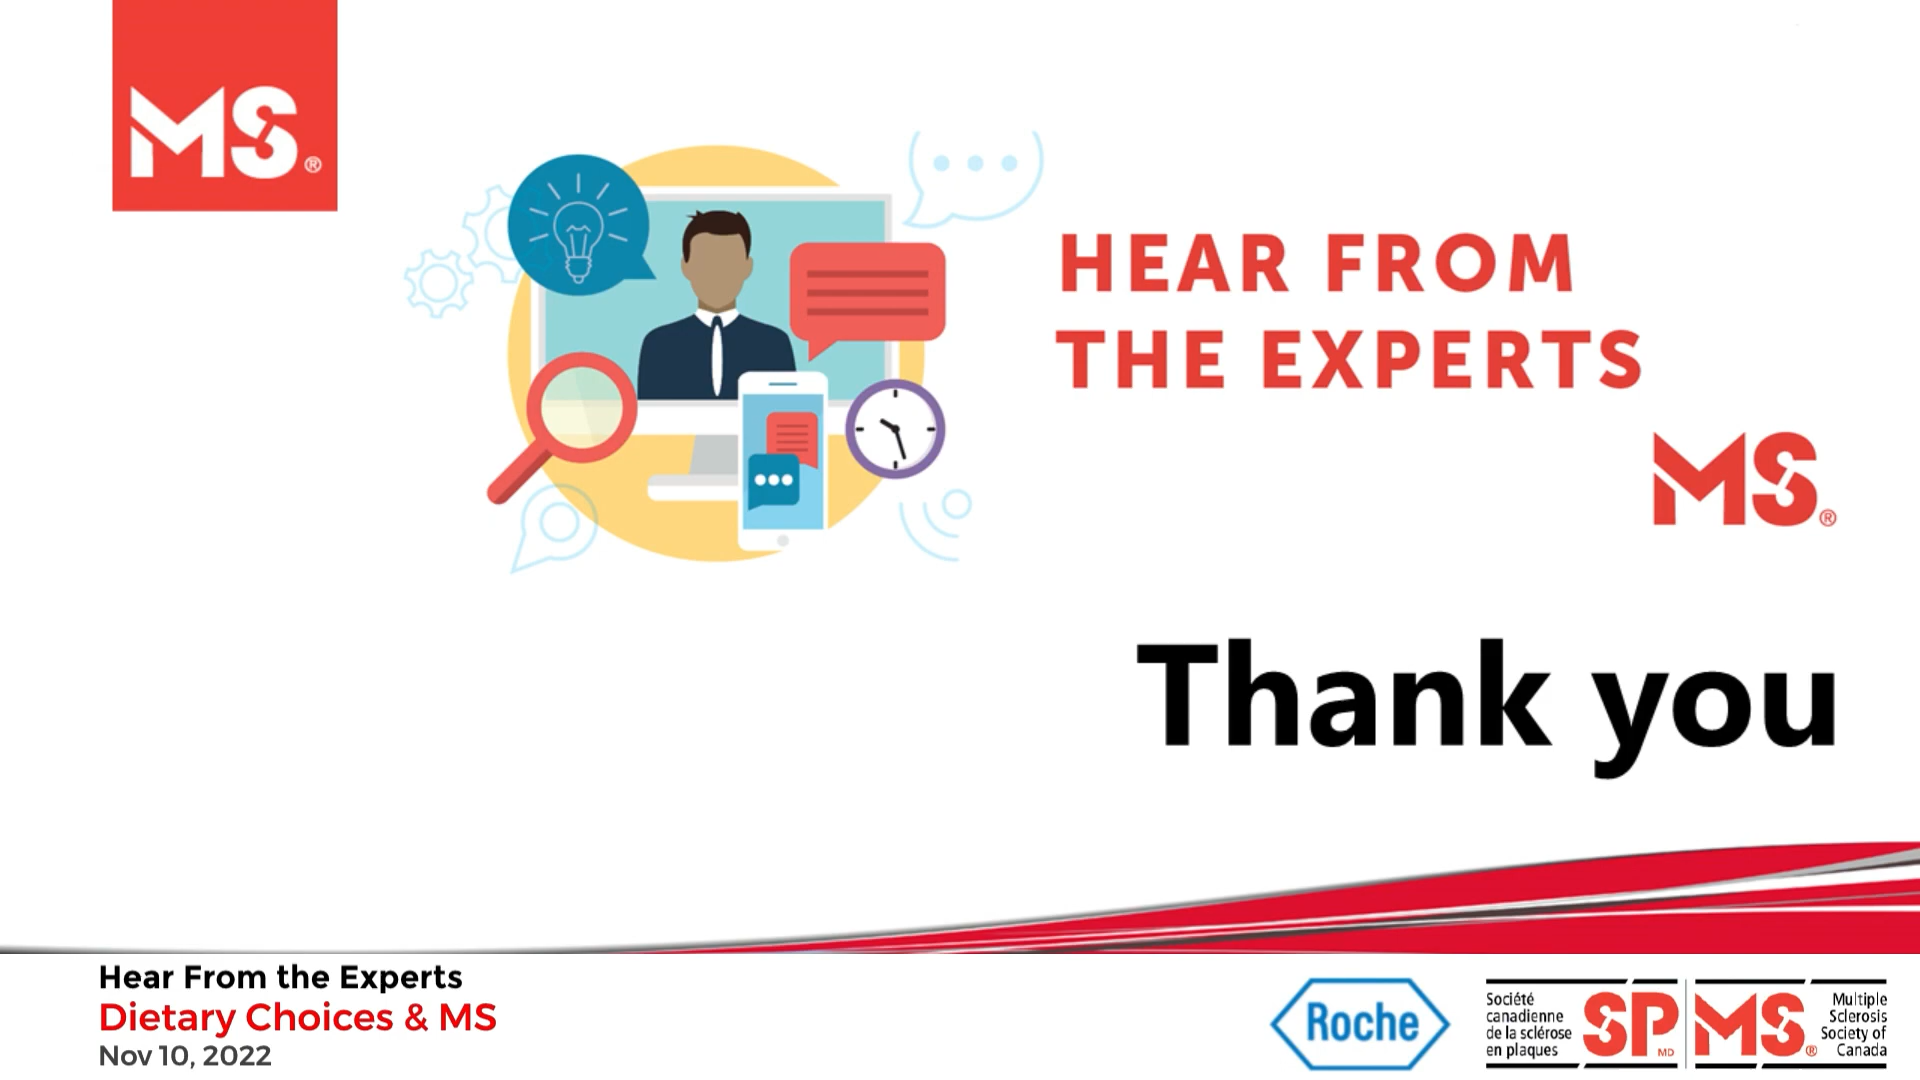 MS®
HEAR FROM
THE EXPERTS
MS®
Thank you
Hear From the Experts
Dietary Choices & MS
Nov 10, 2022
Roche
Société
canadienne
de la sclérose
en plaques
SP MD
MS®
Multiple
Sclerosis
Society of
Canada